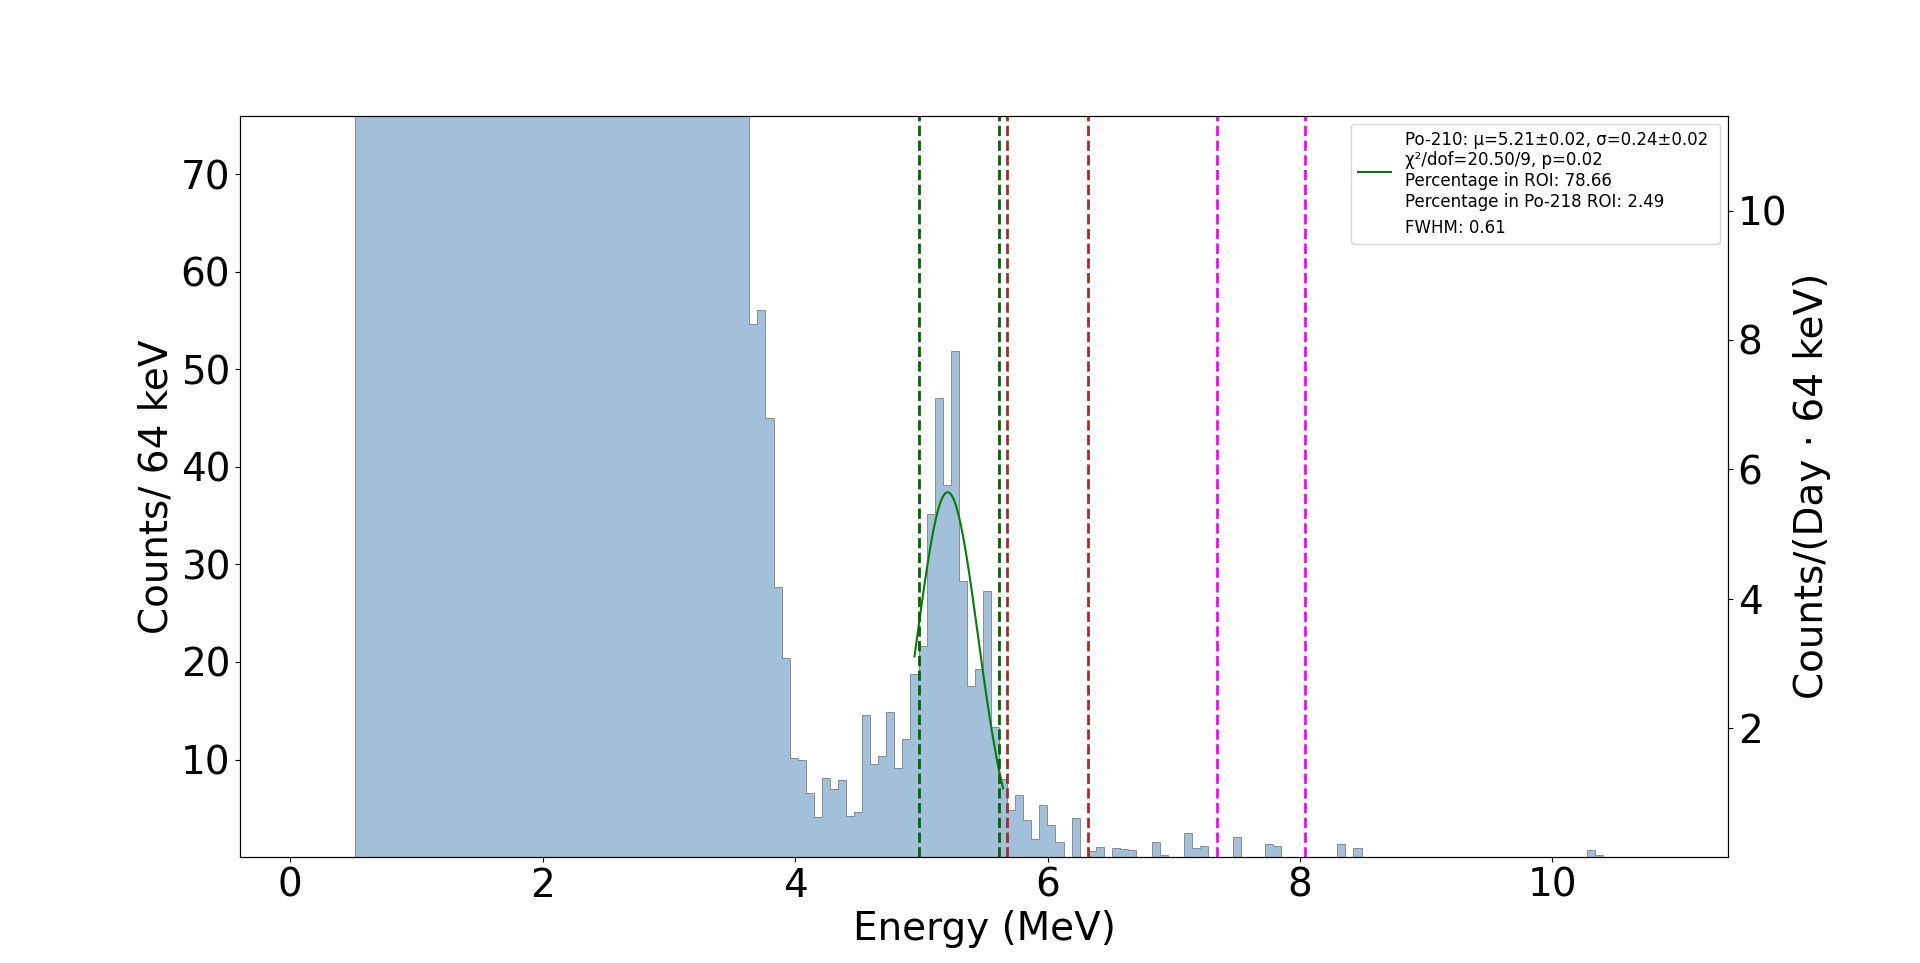 Po-210: μ=5.21±0.02, σ=0.24±0.02
χ²/dof=20.50/9, p=0.02
Percentage in ROI: 78.66
Percentage in Po-218 ROI: 2.49
FWHM: 0.61
Counts/ 64 keV
70
60
50
40
30
20
10
10
8
6
4
2
Counts/(Day · 64 keV)
0 2 4 6 8 10
Energy (MeV)